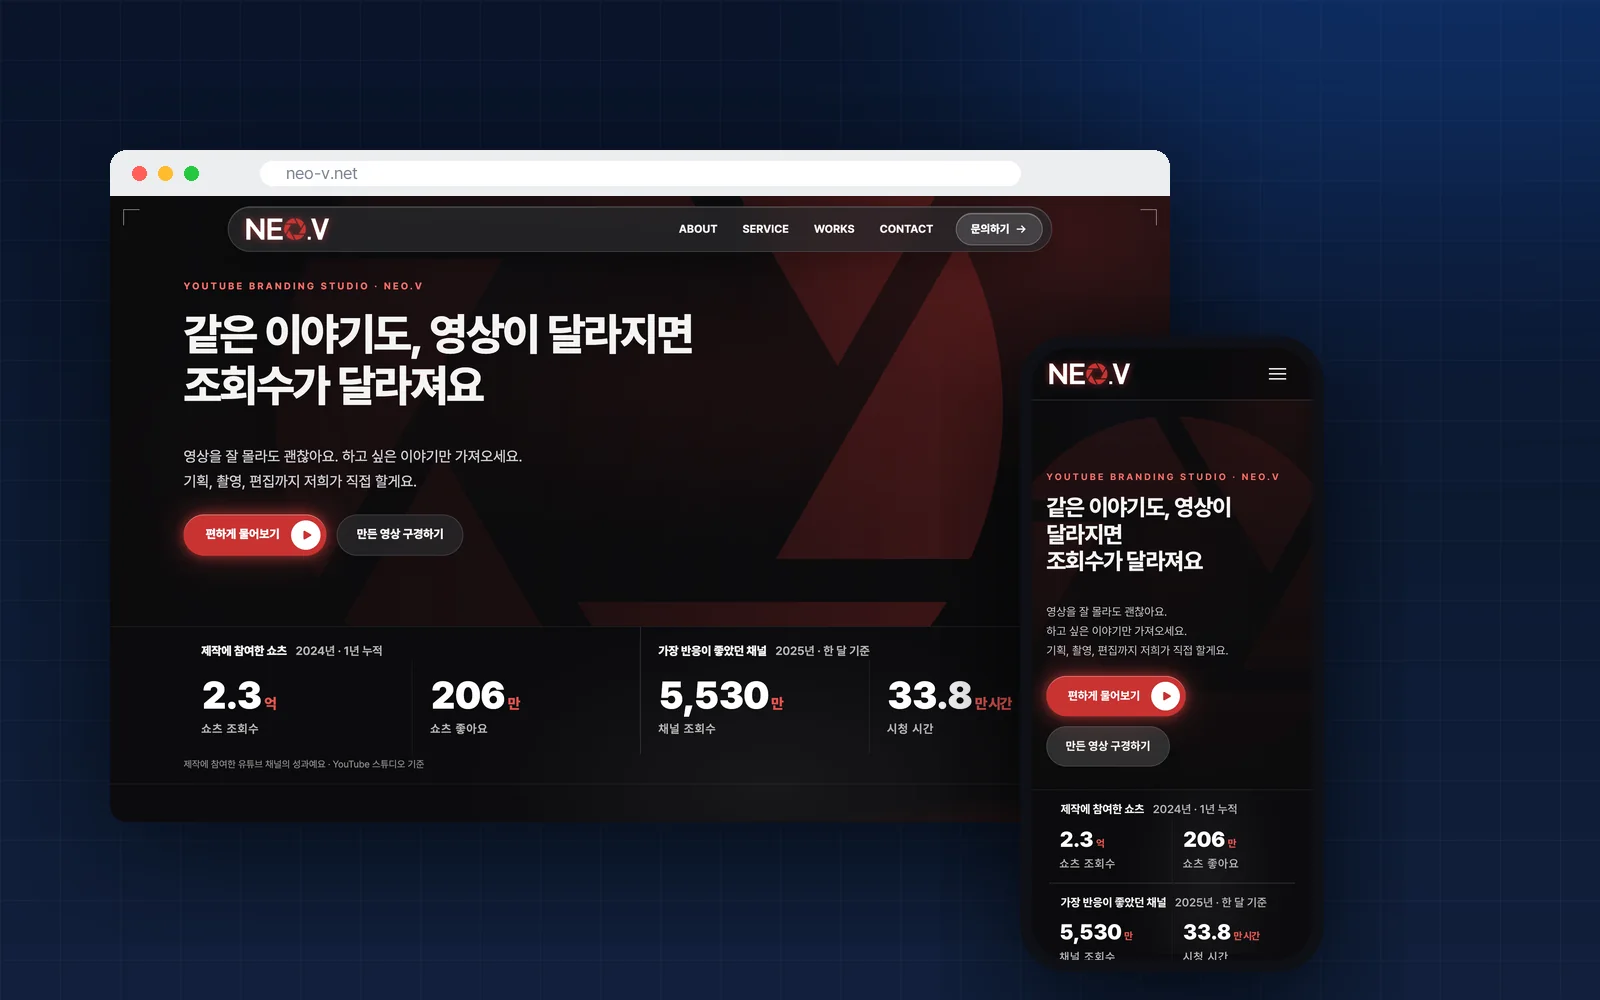 neo-v.net
NEO.V
ABOUT SERVICE WORKS CONTACT 문의하기 →
YOUTUBE BRANDING STUDIO · NEO.V
같은 이야기도, 영상이 달라지면
조회수가 달라져요
영상을 잘 몰라도 괜찮아요. 하고 싶은 이야기만 가져오세요.
기획, 촬영, 편집까지 저희가 직접 할게요.
편하게 물어보기
만든 영상 구경하기
제작에 참여한 쇼츠 2024년 · 1년 누적
2.3억
쇼츠 조회수
206만
쇼츠 좋아요
가장 반응이 좋았던 채널 2025년 · 한 달 기준
5,530만
채널 조회수
33.8만시간
시청 시간
제작에 참여한 유튜브 채널의 성과예요 · YouTube 스튜디오 기준
NEO.V
YOUTUBE BRANDING STUDIO · NEO.V
같은 이야기도, 영상이
달라지면
조회수가 달라져요
영상을 잘 몰라도 괜찮아요.
하고 싶은 이야기만 가져오세요.
기획, 촬영, 편집까지 저희가 직접 할게요.
편하게 물어보기
만든 영상 구경하기
제작에 참여한 쇼츠 2024년 · 1년 누적
2.3억
쇼츠 조회수
206만
쇼츠 좋아요
가장 반응이 좋았던 채널 2025년 · 한 달 기준
5,530만
채널 조회수
33.8만시간
시청 시간